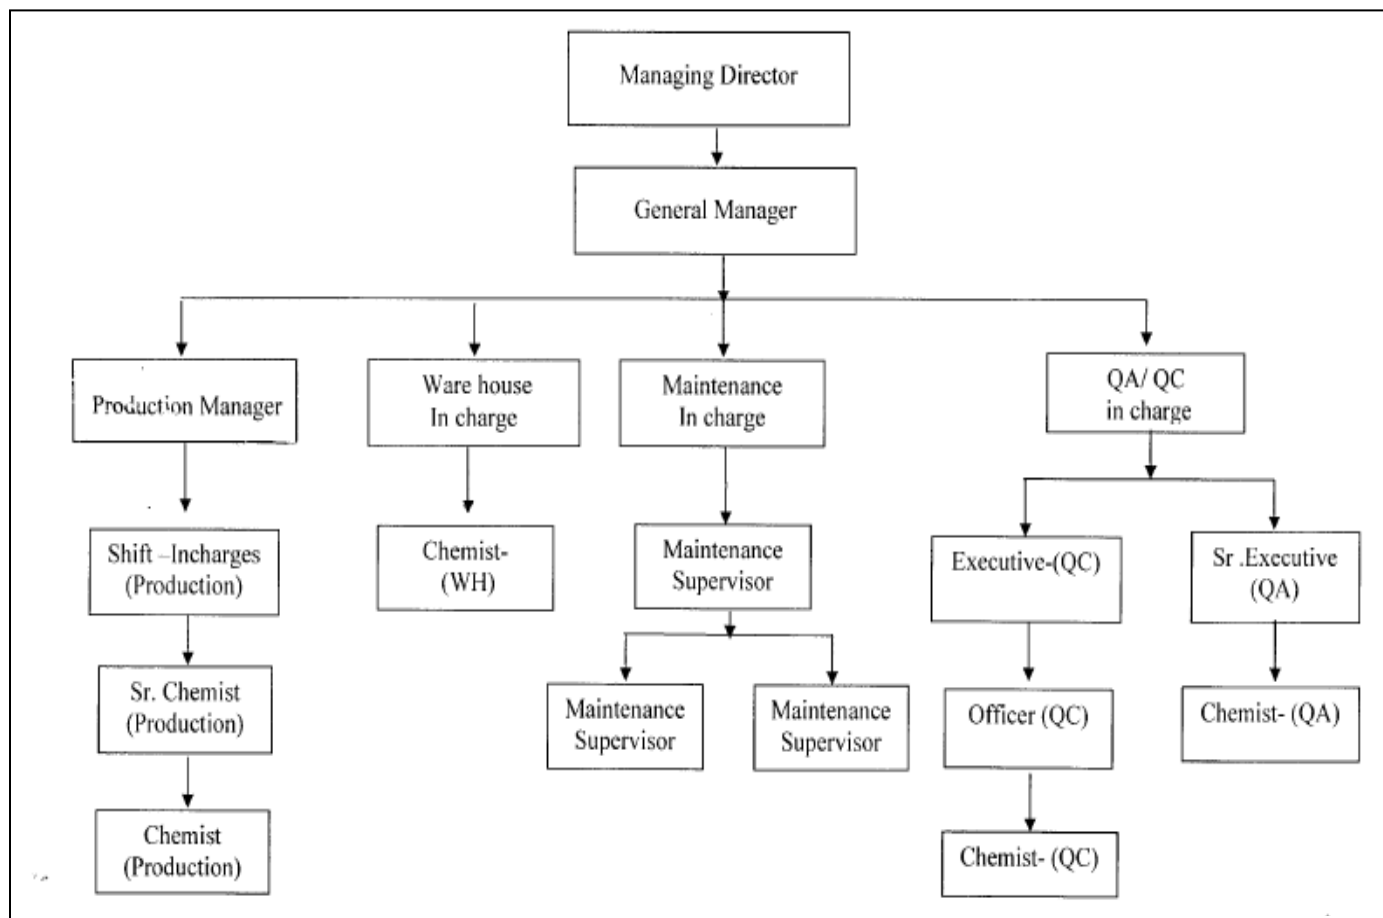 Managing Director
General Manager
Production Manager
Ware house
In charge
Maintenance
In charge
QA/ QC
in charge
Shift –Incharges
(Production)
Chemist-
(WH)
Maintenance
Supervisor
Executive-(QC)
Sr .Executive
(QA)
Sr. Chemist
(Production)
Maintenance
Supervisor
Maintenance
Supervisor
Officer (QC)
Chemist- (QA)
Chemist
(Production)
Chemist- (QC)